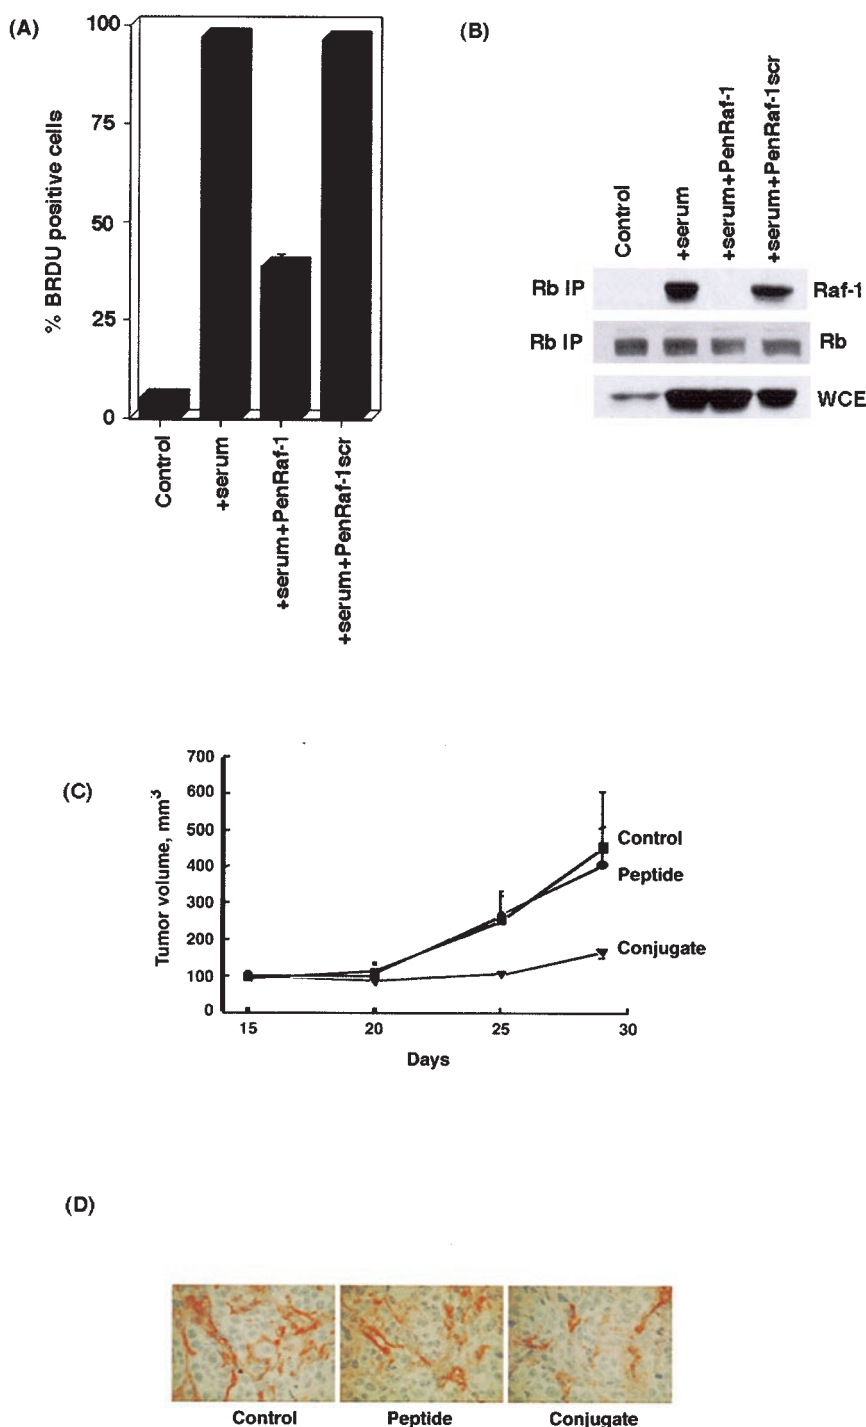 (A)
100
75
50
25
0
% BRDU positive cells
Control
+serum
+serum+PenRaf-1
+serum+PenRaf-1scr
(B)
Control
+serum
+serum+PenRaf-1
+serum+PenRaf-1scr
Rb IP
Raf-1
Rb IP
Rb
WCE
(C)
Tumor volume, mm3
700
600
500
400
300
200
100
0
Control
Peptide
Conjugate
15
20
25
30
Days
(D)
Control
Peptide
Conjugate